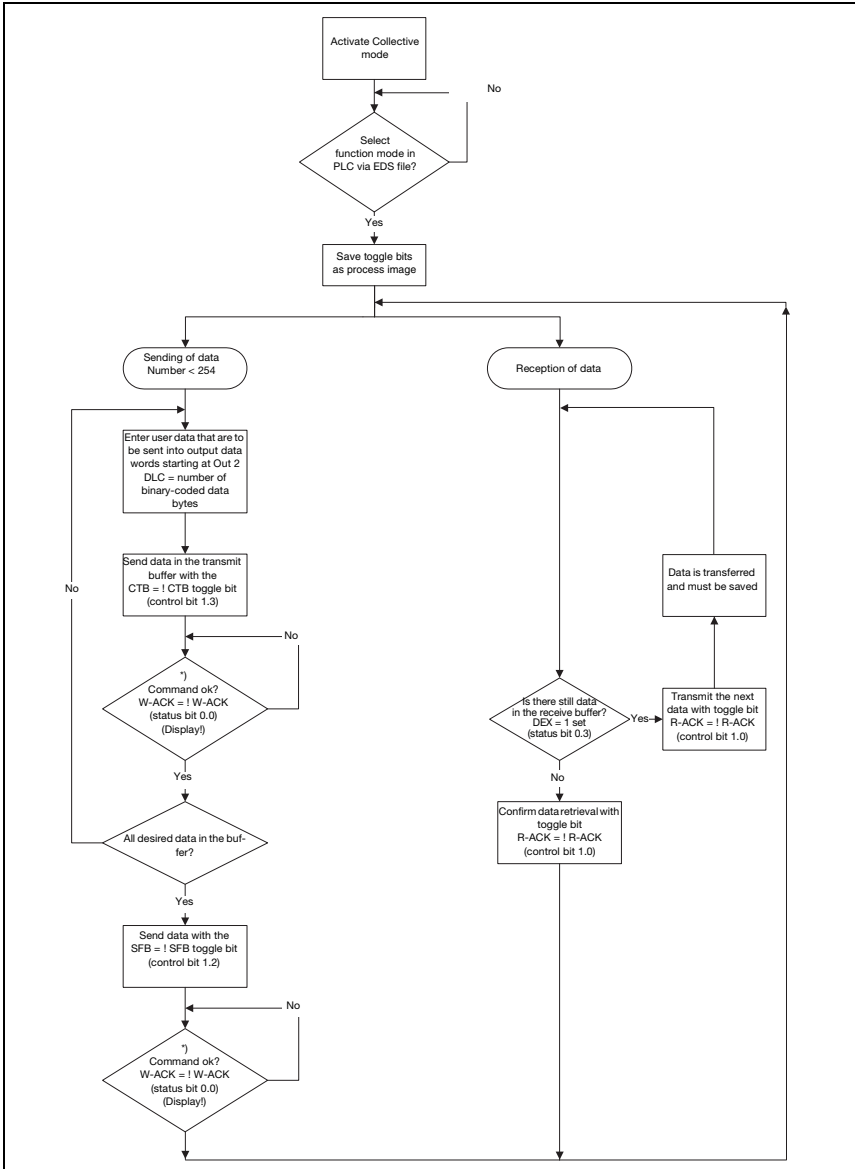 Activate Collective
mode
No
Select
function mode in
PLC via EDS file?
Yes
Save toggle bits
as process image
Sending of data
Number < 254
Reception of data
Enter user data that are to
be sent into output data
words starting at Out 2
DLC = number of
binary-coded data
bytes
Send data in the transmit
buffer with the
CTB = ! CTB toggle bit
(control bit 1.3)
No
Data is transferred
and must be saved
No
*)
Command ok?
W-ACK = ! W-ACK
(status bit 0.0)
(Display!)
Is there still data
in the receive buffer?
DEX = 1 set
(status bit 0.3)
Yes
Transmit the next
data with toggle bit
R-ACK = ! R-ACK
(control bit 1.0)
Yes
No
Confirm data retrieval with
toggle bit
R-ACK = ! R-ACK
(control bit 1.0)
All desired data in the buf-
fer?
Yes
Send data with the
SFB = ! SFB toggle bit
(control bit 1.2)
No
*)
Command ok?
W-ACK = ! W-ACK
(status bit 0.0)
(Display!)